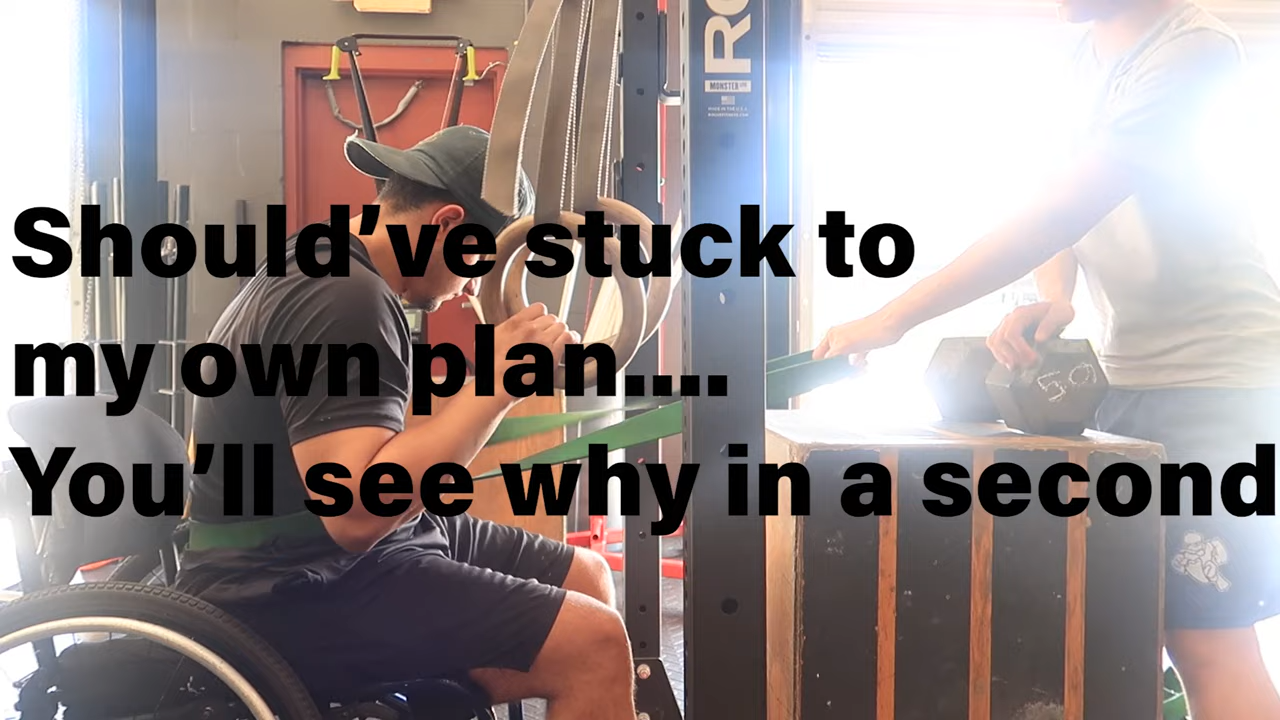 RO
MONSTER
Should’ve stuck to
my own plan....
You’ll see why in a second
50